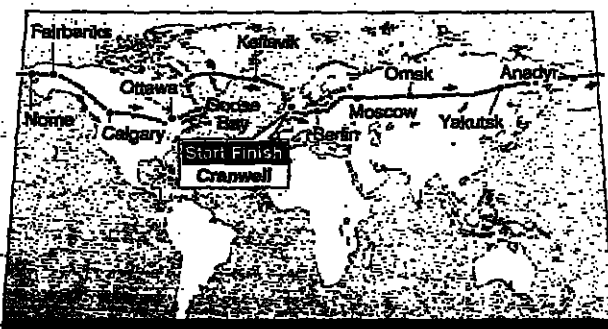 Fairbanks
Keflavik
Omsk
Anadyr
Ottawa
Goose
Bay
Moscow
Nome
Calgary
Berlin
Yakutsk
Start Finish
Cranwell